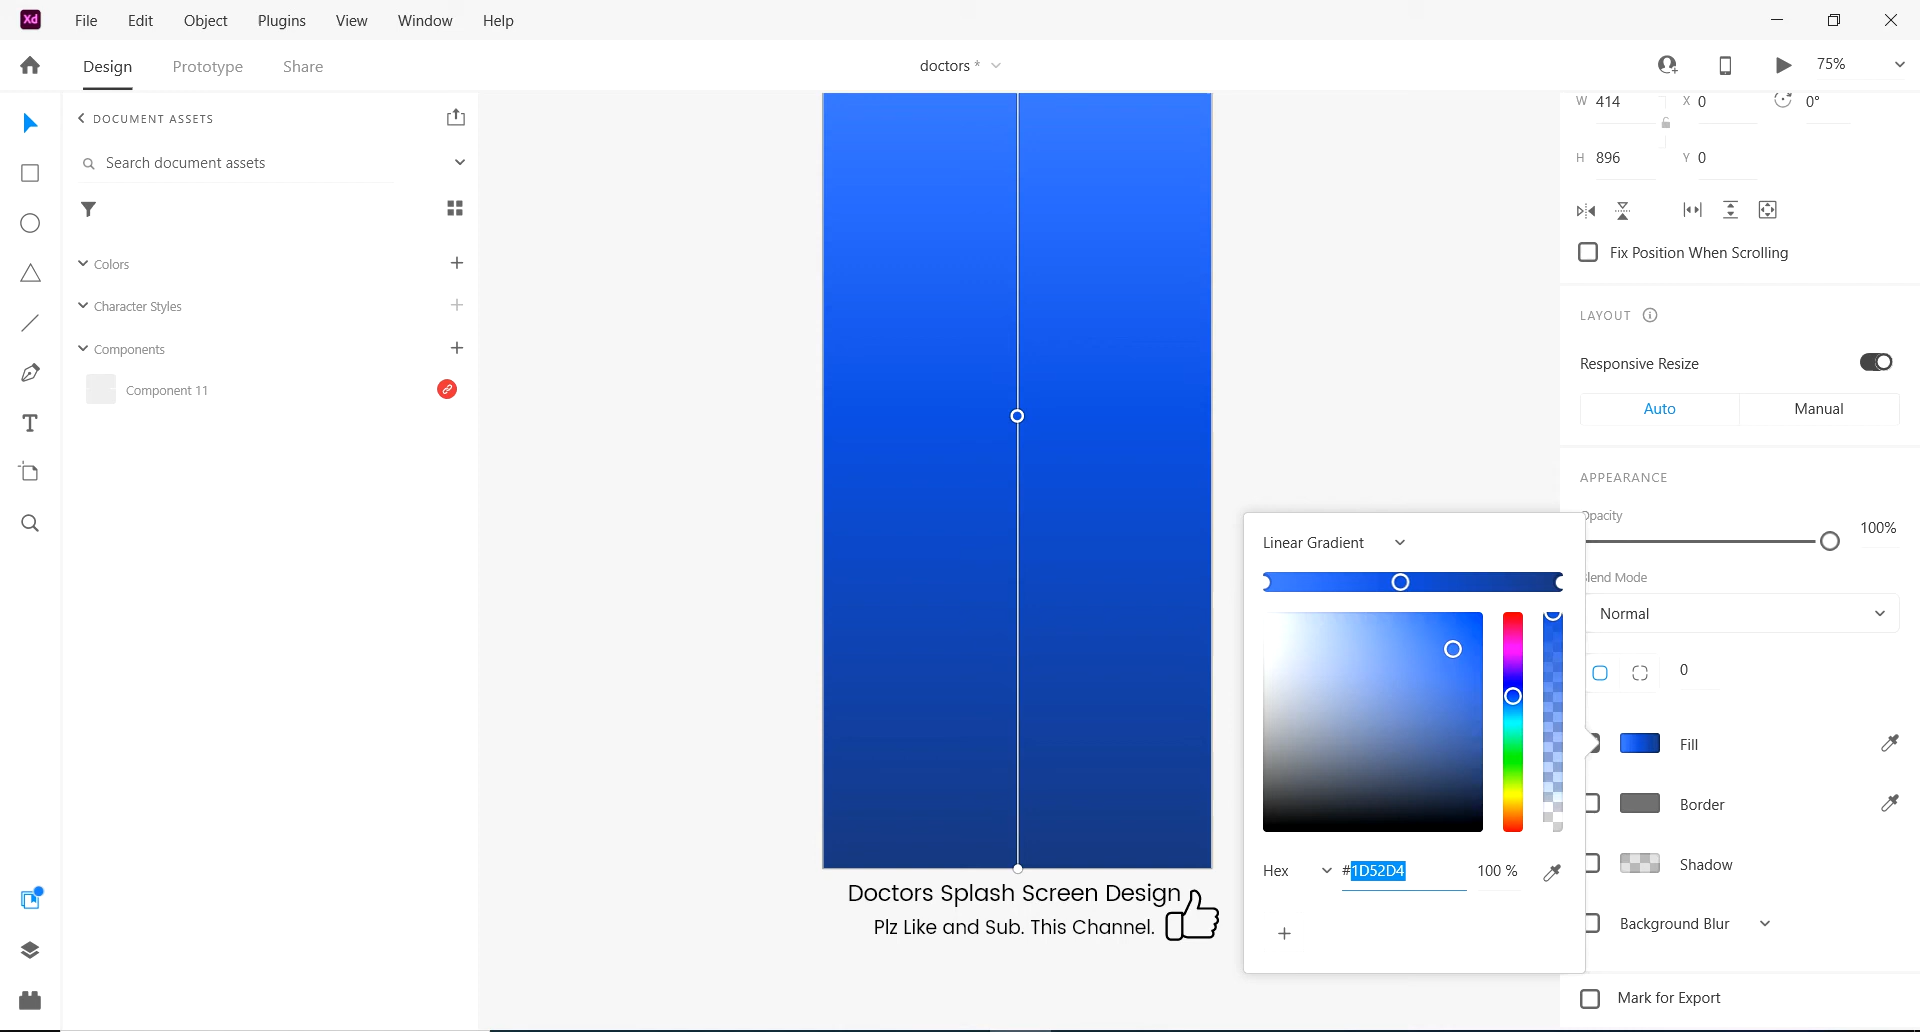 Xd File Edit Object Plugins View Window Help
Design Prototype Share doctors * 75%
DOCUMENT ASSETS
Search document assets
Colors
Character Styles
Components
Component 11
T
Doctors Splash Screen Design
Plz Like and Sub. This Channel.
Linear Gradient
Hex #1D52D4 100 %
W 414 X 0 0°
H 896 Y 0
Fix Position When Scrolling
LAYOUT
Responsive Resize
Auto Manual
APPEARANCE
Opacity
100%
Blend Mode
Normal
0
Fill
Border
Shadow
Background Blur
Mark for Export